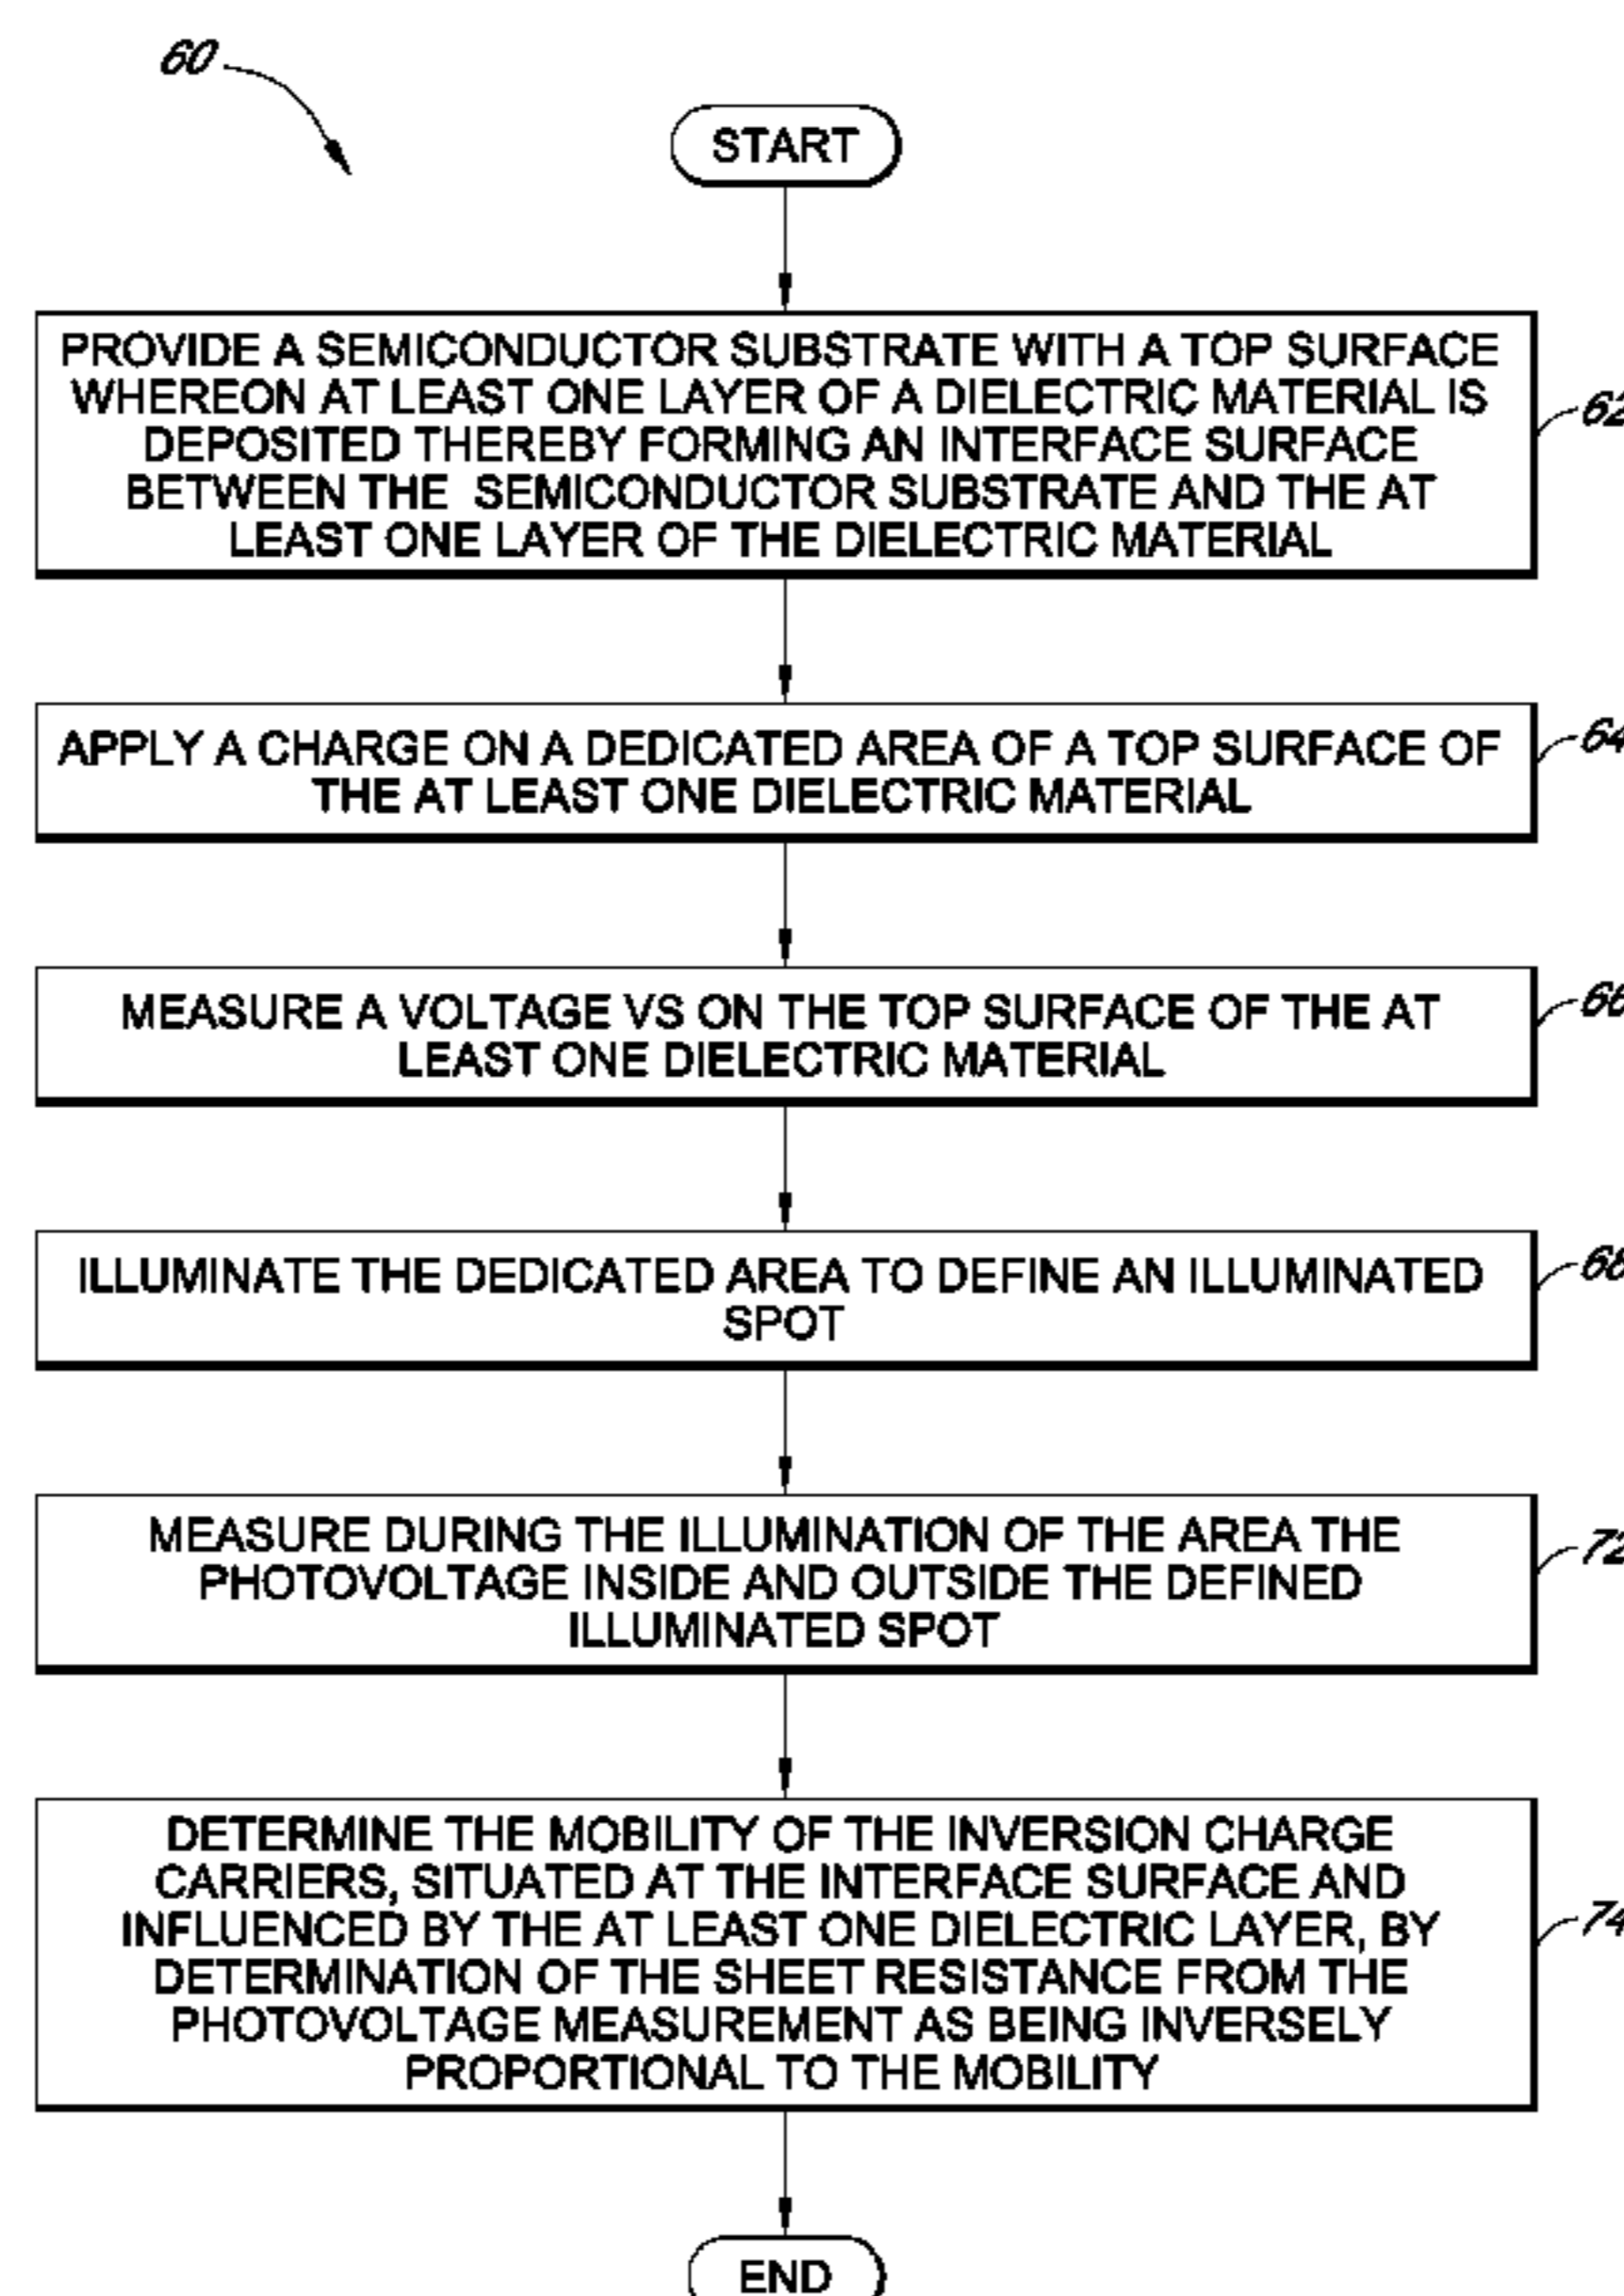 60
START
PROVIDE A SEMICONDUCTOR SUBSTRATE WITH A TOP SURFACE
WHEREON AT LEAST ONE LAYER OF A DIELECTRIC MATERIAL IS
DEPOSITED THEREBY FORMING AN INTERFACE SURFACE
BETWEEN THE SEMICONDUCTOR SUBSTRATE AND THE AT
LEAST ONE LAYER OF THE DIELECTRIC MATERIAL
62
APPLY A CHARGE ON A DEDICATED AREA OF A TOP SURFACE OF
THE AT LEAST ONE DIELECTRIC MATERIAL
64
MEASURE A VOLTAGE VS ON THE TOP SURFACE OF THE AT
LEAST ONE DIELECTRIC MATERIAL
66
ILLUMINATE THE DEDICATED AREA TO DEFINE AN ILLUMINATED
SPOT
68
MEASURE DURING THE ILLUMINATION OF THE AREA THE
PHOTOVOLTAGE INSIDE AND OUTSIDE THE DEFINED
ILLUMINATED SPOT
72
DETERMINE THE MOBILITY OF THE INVERSION CHARGE
CARRIERS, SITUATED AT THE INTERFACE SURFACE AND
INFLUENCED BY THE AT LEAST ONE DIELECTRIC LAYER, BY
DETERMINATION OF THE SHEET RESISTANCE FROM THE
PHOTOVOLTAGE MEASUREMENT AS BEING INVERSELY
PROPORTIONAL TO THE MOBILITY
74
END